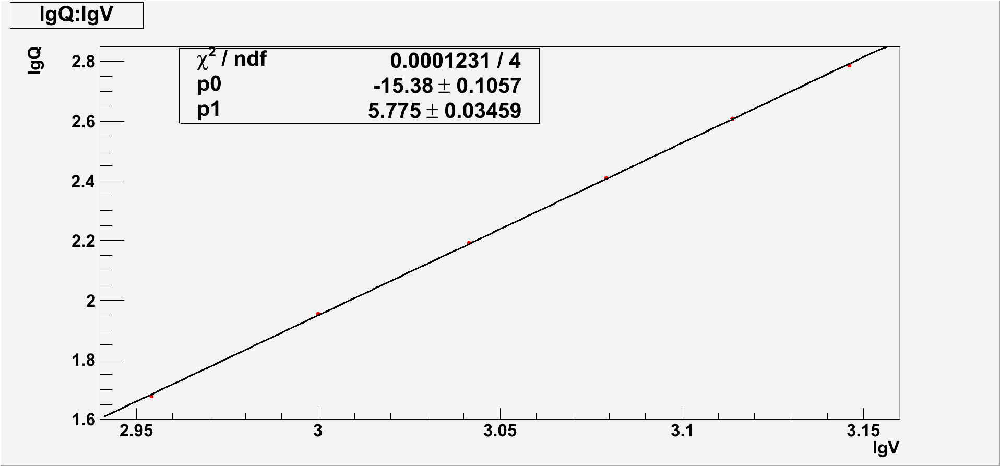 lgQ:lgV
lgQ
χ² / ndf 0.0001231 / 4
p0 -15.38 ± 0.1057
p1 5.775 ± 0.03459
2.8
2.6
2.4
2.2
2
1.8
1.6
2.95 3 3.05 3.1 3.15
lgV